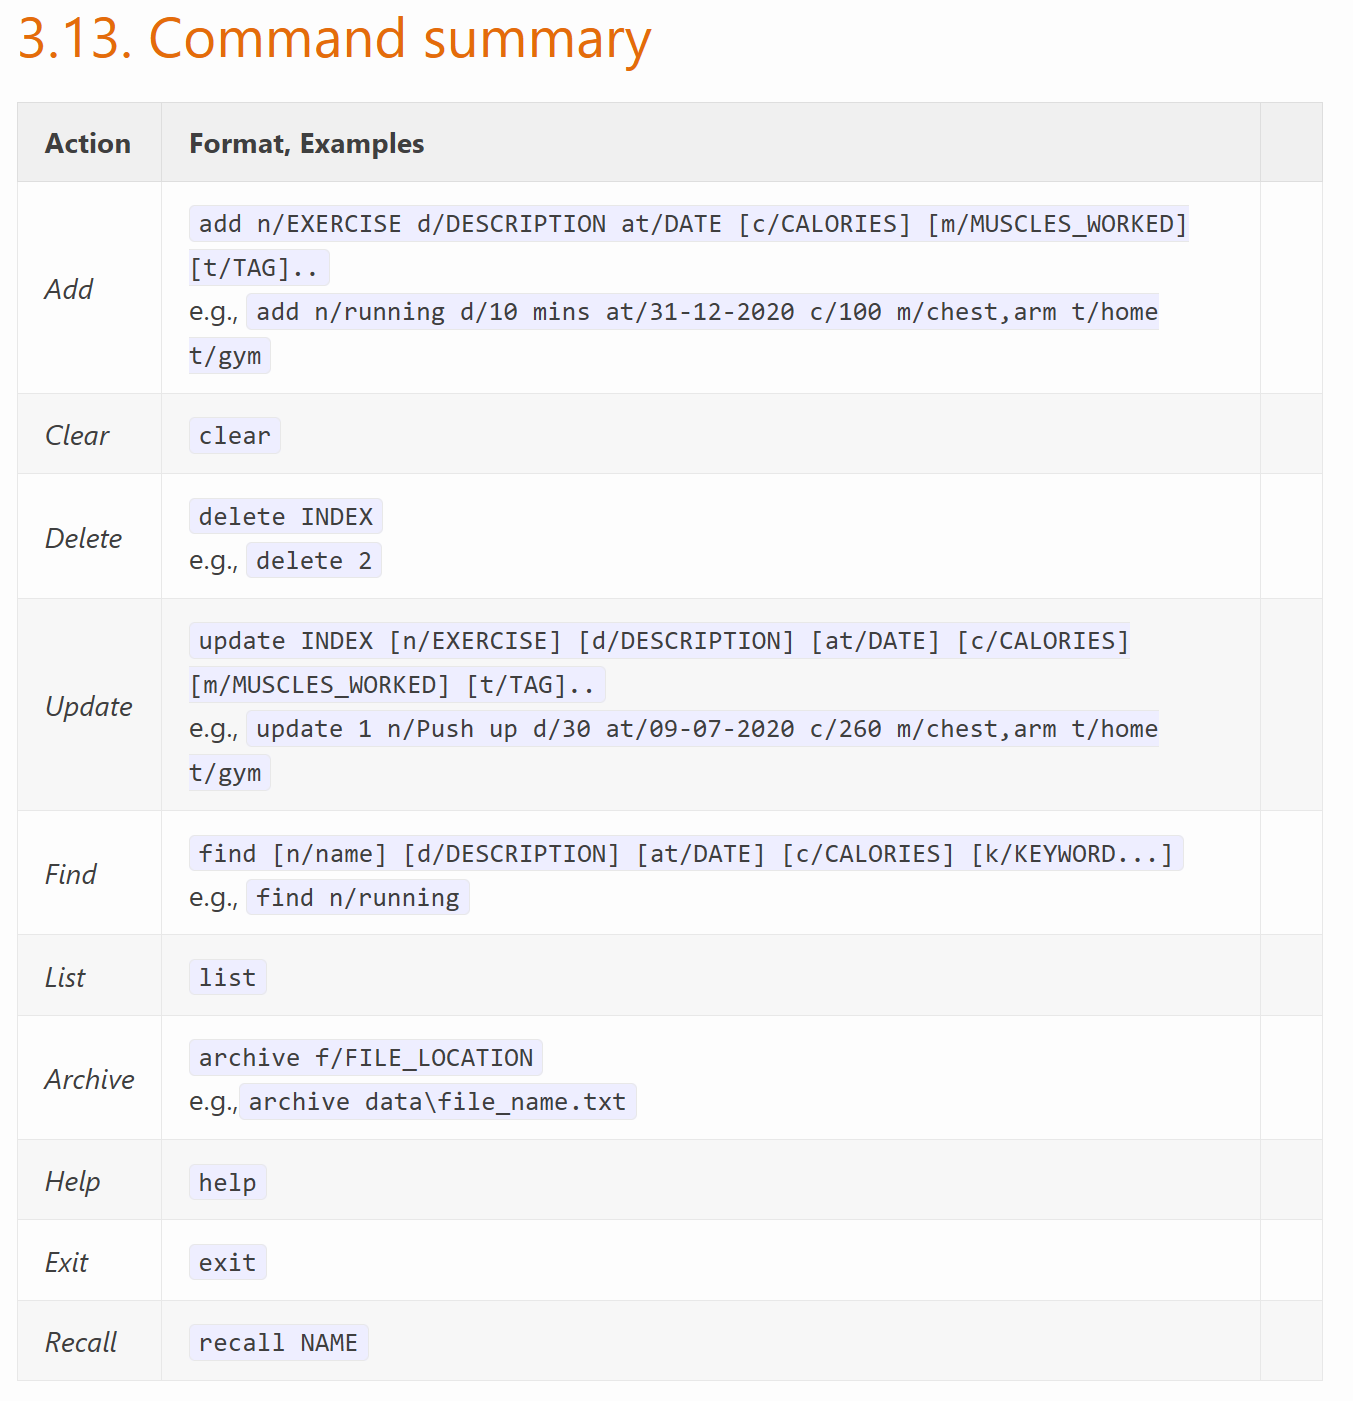 3.13. Command summary
Action
Format, Examples
Add
add n/EXERCISE d/DESCRIPTION at/DATE [c/CALORIES] [m/MUSCLES_WORKED]
[t/TAG]..
e.g., add n/running d/10 mins at/31-12-2020 c/100 m/chest,arm t/home
t/gym
Clear
clear
Delete
delete INDEX
e.g., delete 2
Update
update INDEX [n/EXERCISE] [d/DESCRIPTION] [at/DATE] [c/CALORIES]
[m/MUSCLES_WORKED] [t/TAG]..
e.g., update 1 n/Push up d/30 at/09-07-2020 c/260 m/chest,arm t/home
t/gym
Find
find [n/name] [d/DESCRIPTION] [at/DATE] [c/CALORIES] [k/KEYWORD...]
e.g., find n/running
List
list
Archive
archive f/FILE_LOCATION
e.g., archive data\file_name.txt
Help
help
Exit
exit
Recall
recall NAME